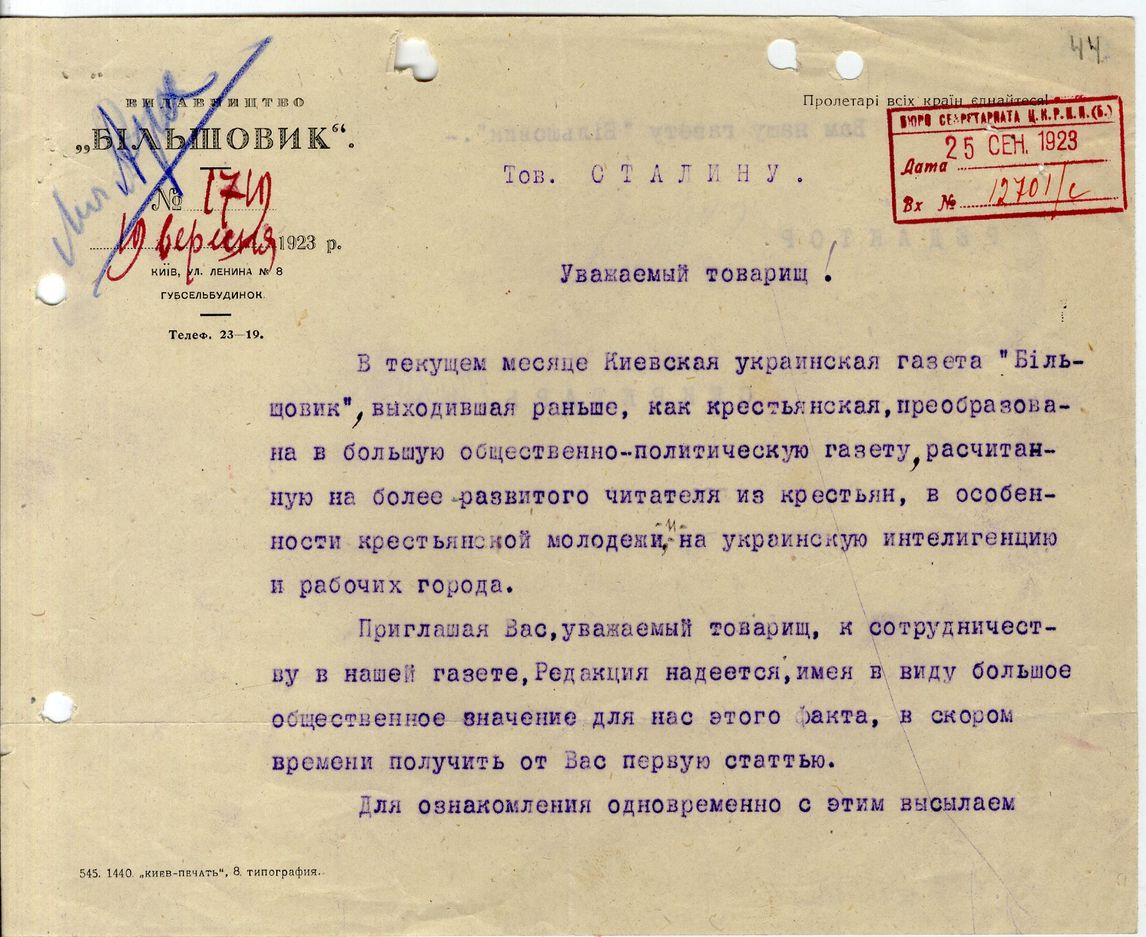 44
ВИДАВНИЦТВО
„БІЛЬШОВИК“.
№ 1710
19 вересня 1923 р.
КИЇВ, УЛ. ЛЕНИНА № 8
ГУБСЕЛЬБУДИНОК.
Телеф. 23—19.
Пролетарі всіх країн єднайтеся!
БЮРО СЕКРЕТАРИАТА Ц.К.Р.К.П.(б.)
Дата 25 СЕН. 1923
Вх № 12701/с
Тов. СТАЛИНУ.
Уважаемый товарищ!
В текущем месяце Киевская украинская газета "Біль-
щовик", выходившая раньше, как крестьянская, преобразова-
на в большую общественно-политическую газету, расчитан-
ную на более развитого читателя из крестьян, в особен-
ности крестьянской молодежи, -и- на украинскую интелигенцию
и рабочих города.
Приглашая Вас, уважаемый товарищ, к сотрудничест-
ву в нашей газете, Редакция надеется, имея в виду большое
общественное значение для нас этого факта, в скором
времени получить от Вас первую статтью.
Для ознакомления одновременно с этим высылаем
545. 1440. „КИЕВ-ПЕЧАТЬ“, 8. типография.